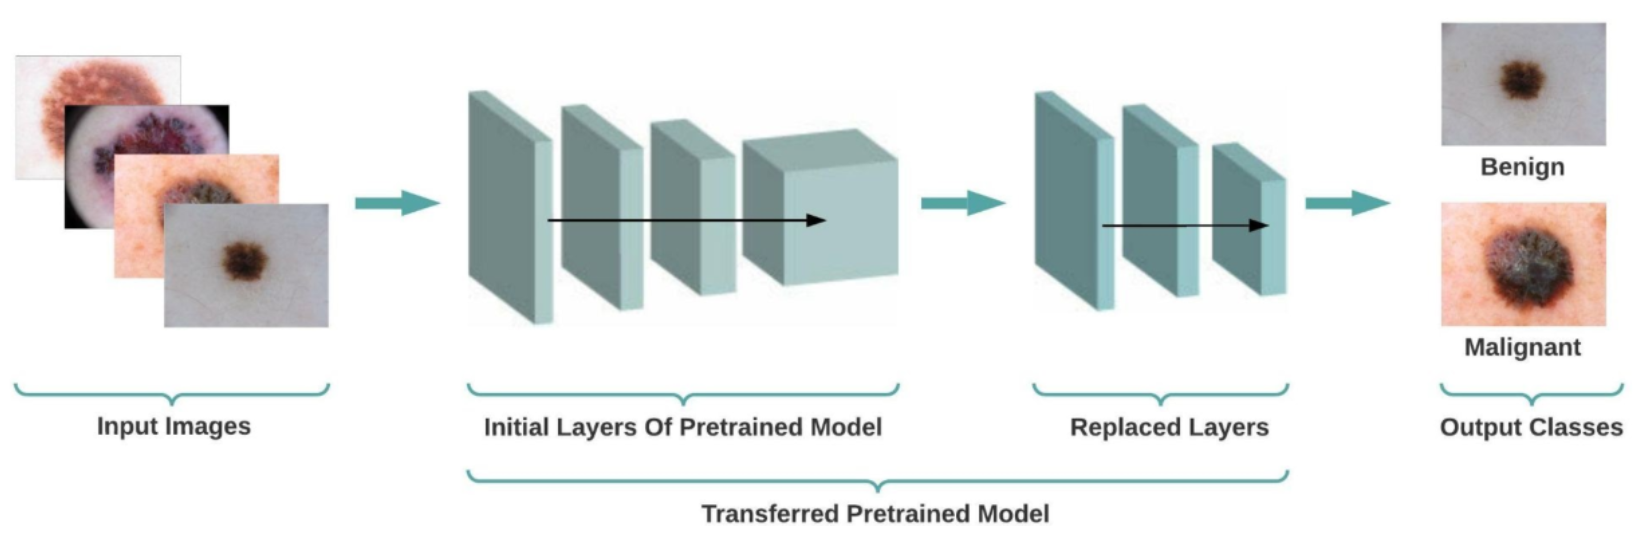 Benign
Malignant
Input Images
Initial Layers Of Pretrained Model
Replaced Layers
Output Classes
Transferred Pretrained Model